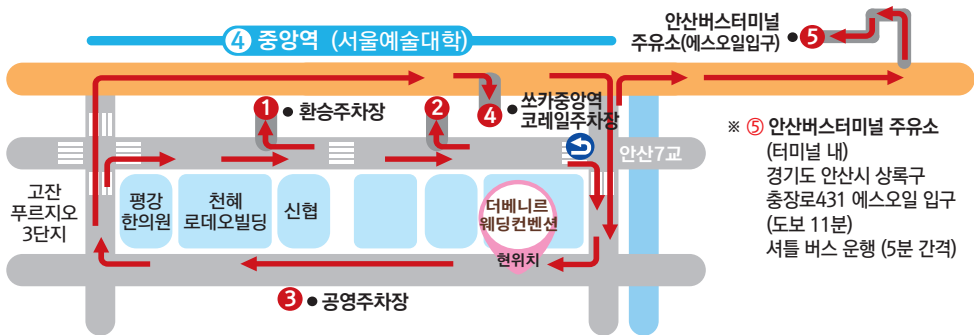 ④ 중앙역 (서울예술대학)
안산버스터미널
주유소(에스오일입구) ● ⑤
① ● 환승주차장
②
④ ● 쏘카중앙역
코레일주차장
안산7교
고잔
푸르지오
3단지
평강
한의원
천혜
로데오빌딩
신협
더베니르
웨딩컨벤션
현위치
③ ● 공영주차장
※ ⑤ 안산버스터미널 주유소
(터미널 내)
경기도 안산시 상록구
충장로431 에스오일 입구
(도보 11분)
셔틀 버스 운행 (5분 간격)